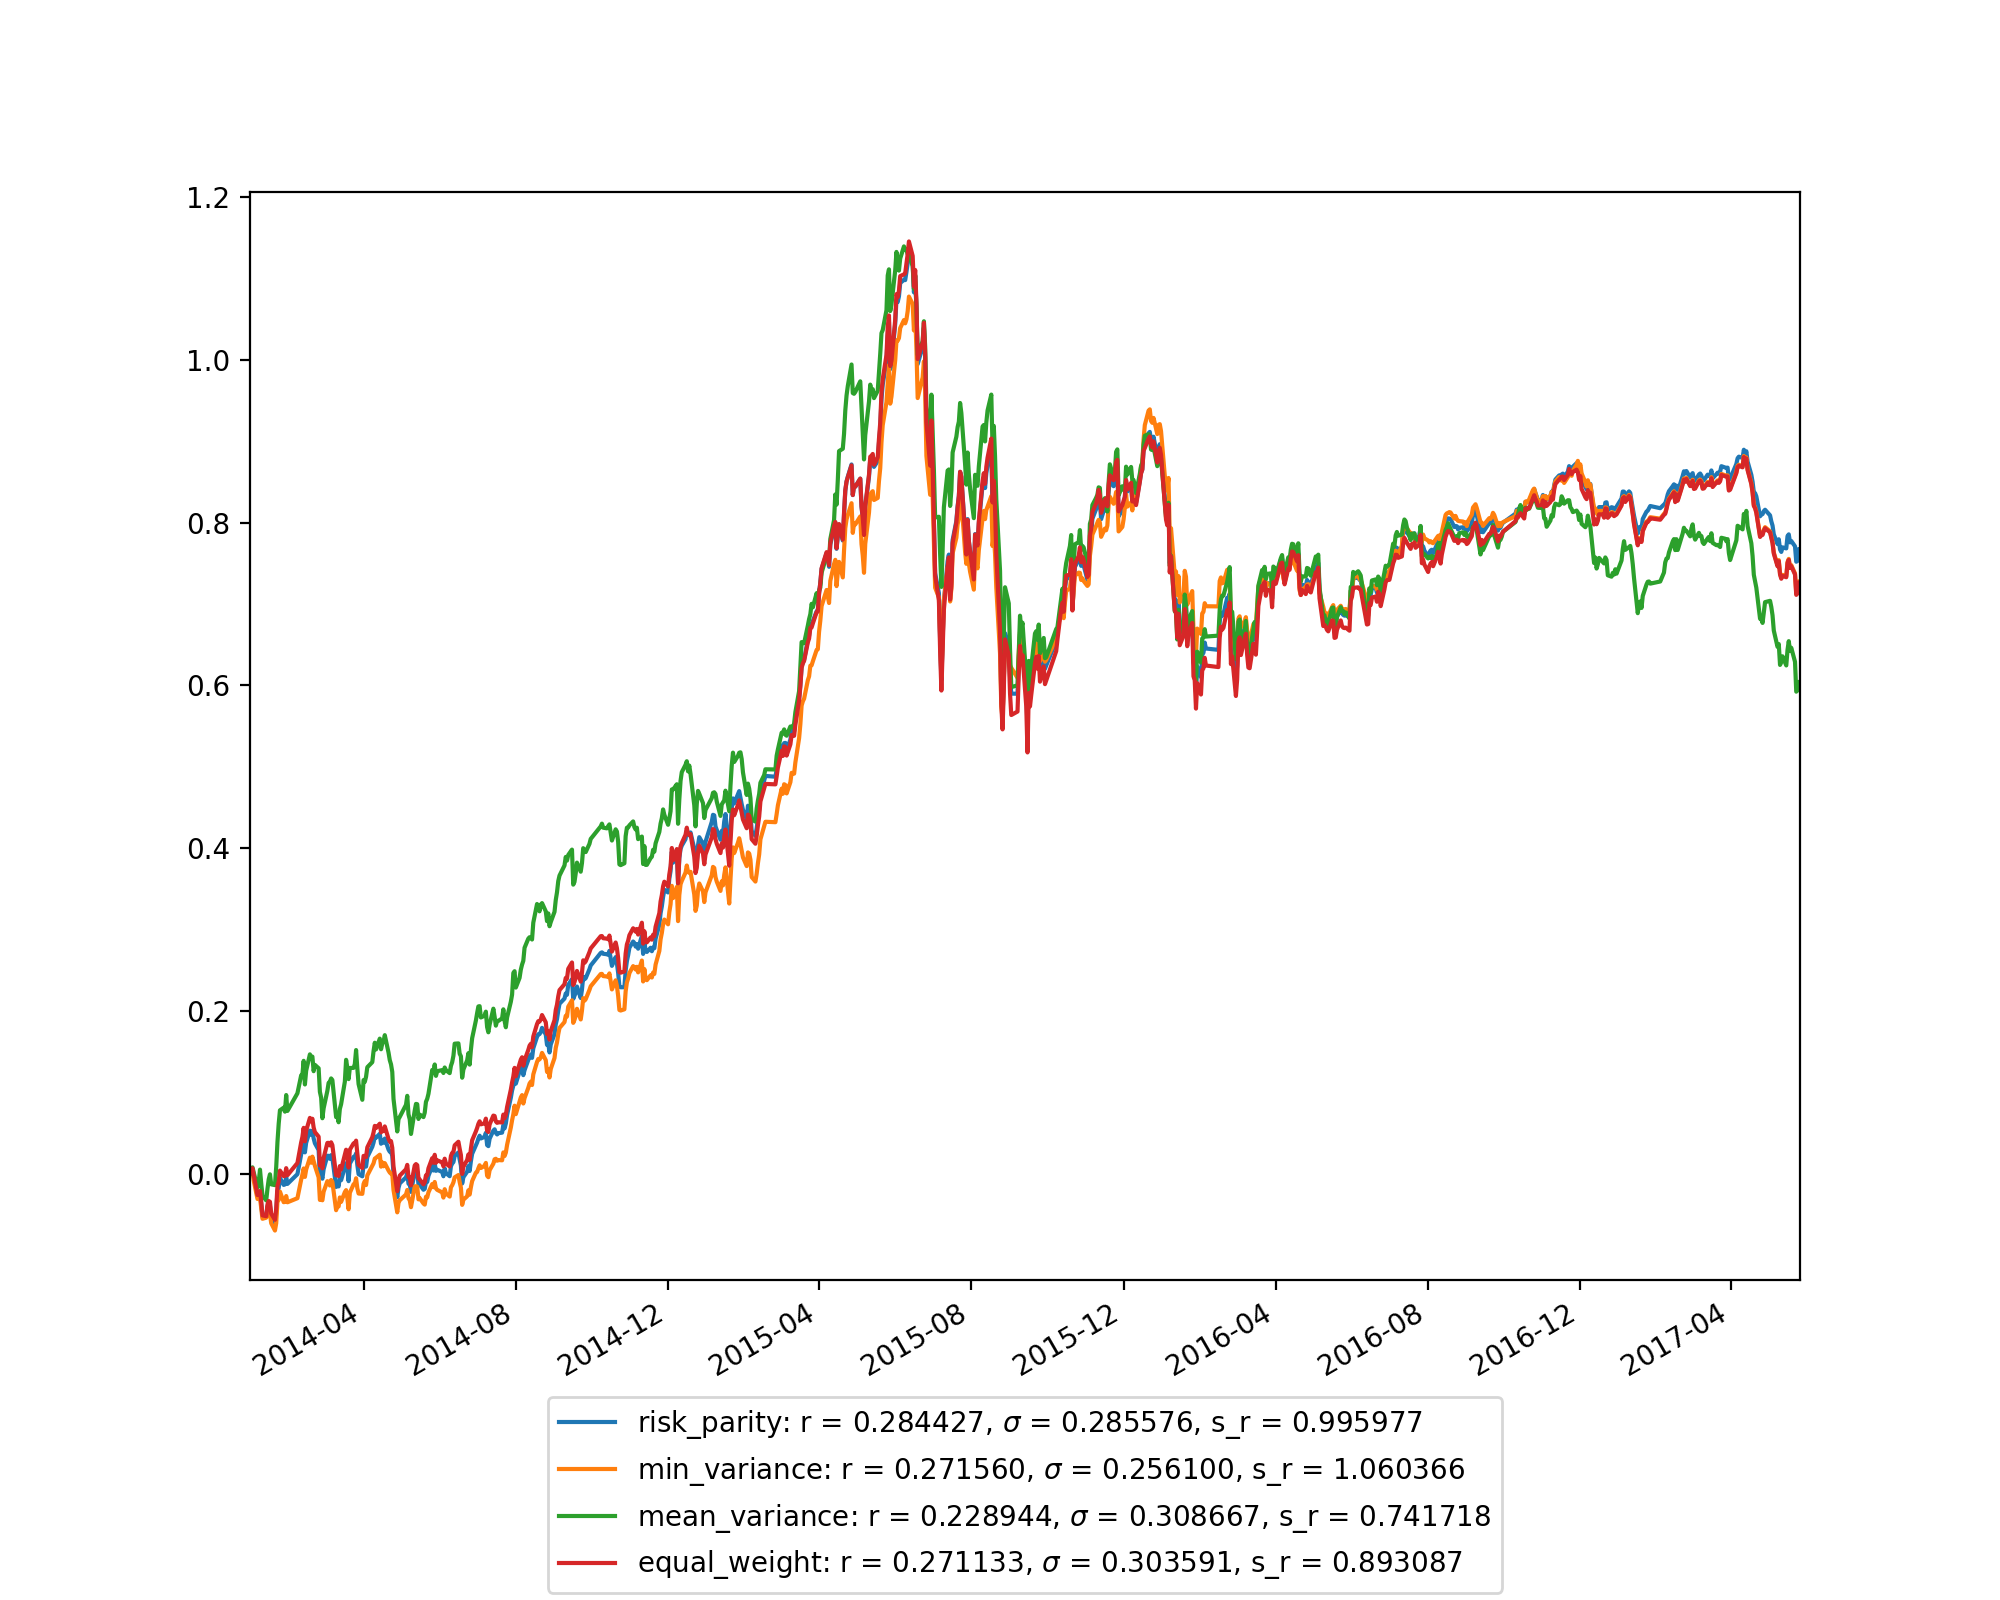 1.2
1.0
0.8
0.6
0.4
0.2
0.0
2014-04 2014-08 2014-12 2015-04 2015-08 2015-12 2016-04 2016-08 2016-12 2017-04
risk_parity: r = 0.284427, σ = 0.285576, s_r = 0.995977
min_variance: r = 0.271560, σ = 0.256100, s_r = 1.060366
mean_variance: r = 0.228944, σ = 0.308667, s_r = 0.741718
equal_weight: r = 0.271133, σ = 0.303591, s_r = 0.893087